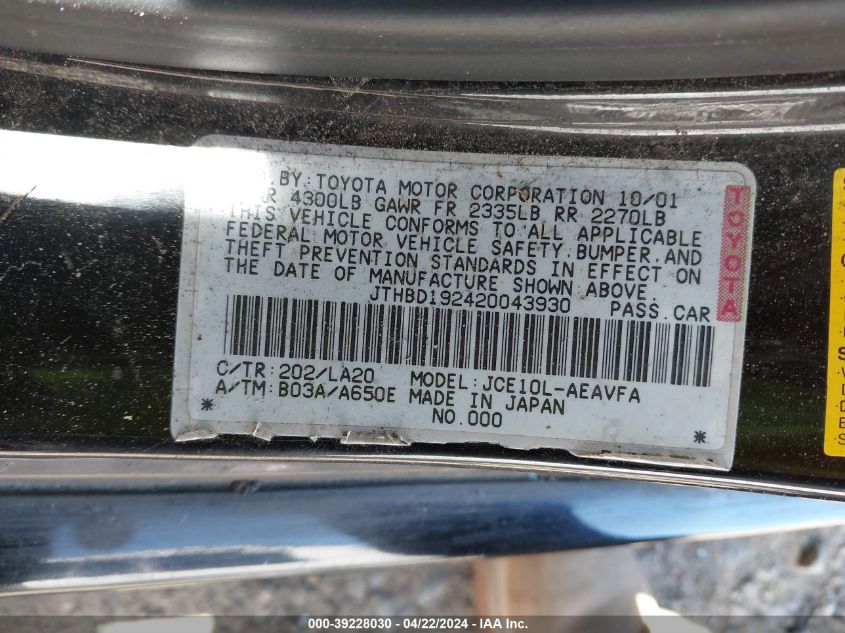 BY: TOYOTA MOTOR CORPORATION 10/01
R 4300LB GAWR FR 2335LB RR 2270LB
THIS VEHICLE CONFORMS TO ALL APPLICABLE
FEDERAL MOTOR VEHICLE SAFETY, BUMPER, AND
THEFT PREVENTION STANDARDS IN EFFECT ON
THE DATE OF MANUFACTURE SHOWN ABOVE.
JTHBD192420043930 PASS.CAR
TOYOTA
C/TR: 202/LA20 MODEL: JCE10L-AEAVFA
A/TM: B03A/A650E MADE IN JAPAN
* NO.000 *
000-39228030 - 04/22/2024 - IAA Inc.